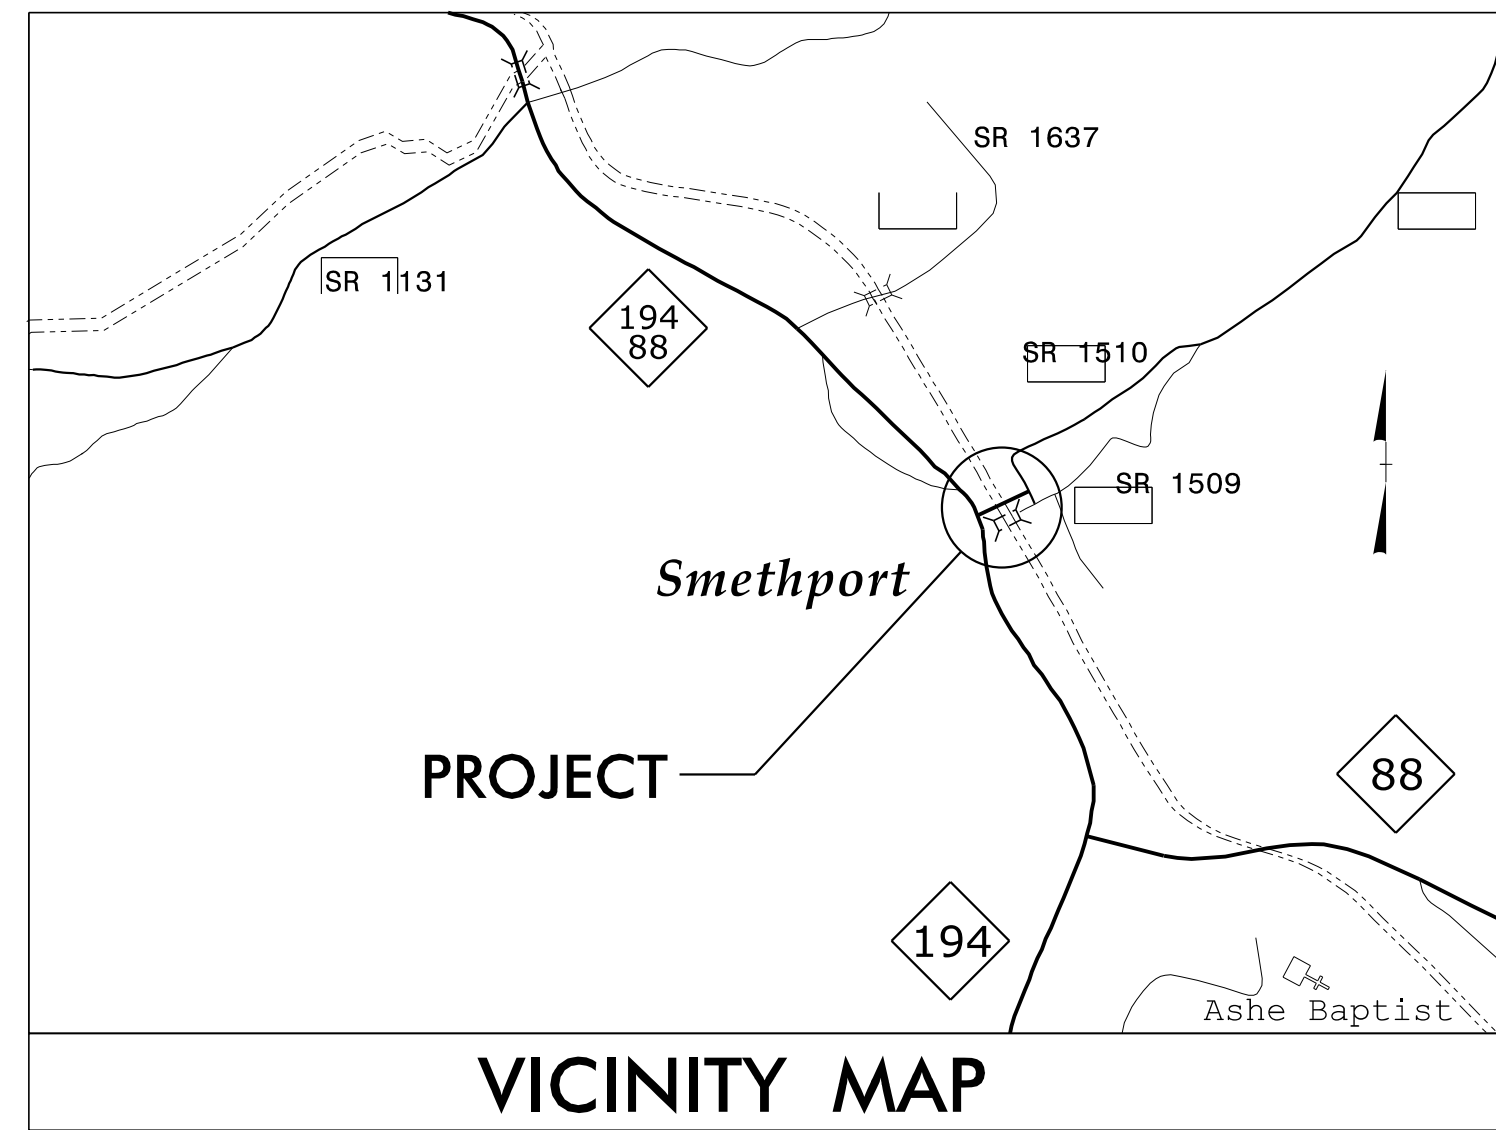 SR 1637
SR 1131
194
88
SR 1510
SR 1509
Smethport
PROJECT
88
194
Ashe Baptist
VICINITY MAP